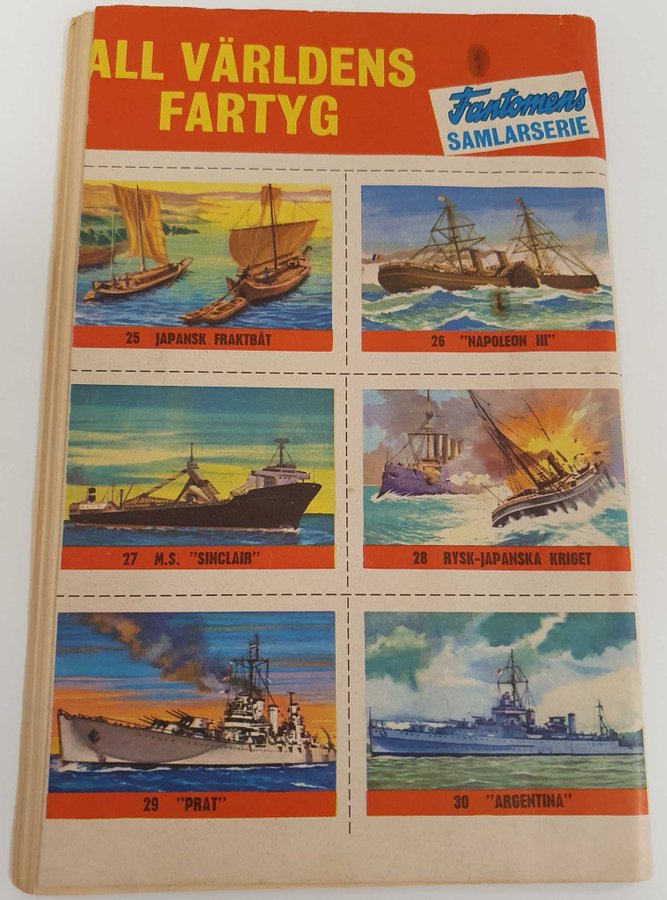 ALL VÄRLDENS
FARTYG
Fantomens
SAMLARSERIE
25 JAPANSK FRAKTBÅT
26 "NAPOLEON III"
27 M.S. "SINCLAIR"
28 RYSK-JAPANSKA KRIGET
29 "PRAT"
30 "ARGENTINA"